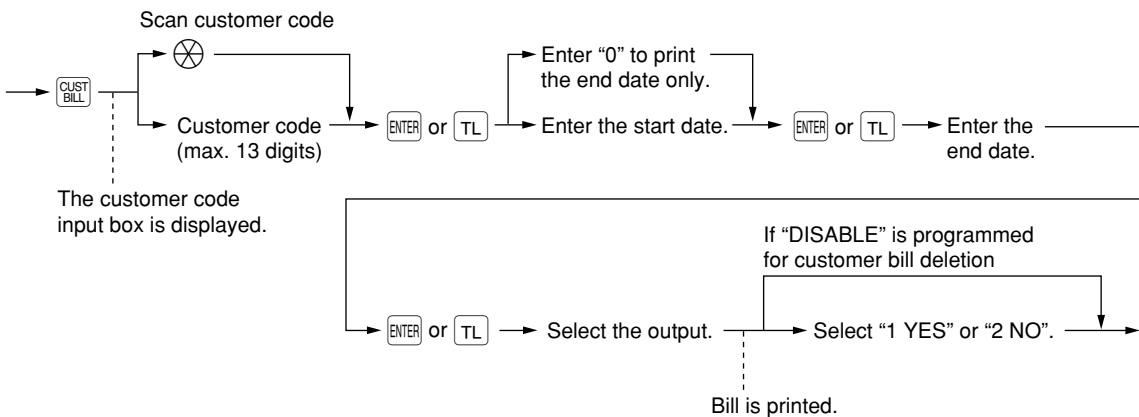 Scan customer code
CUST
BILL
Customer code
(max. 13 digits)
The customer code
input box is displayed.
ENTER or TL
Enter “0” to print
the end date only.
Enter the start date.
ENTER or TL
Enter the
end date.
ENTER or TL
Select the output.
If “DISABLE” is programmed
for customer bill deletion
Select “1 YES” or “2 NO”.
Bill is printed.